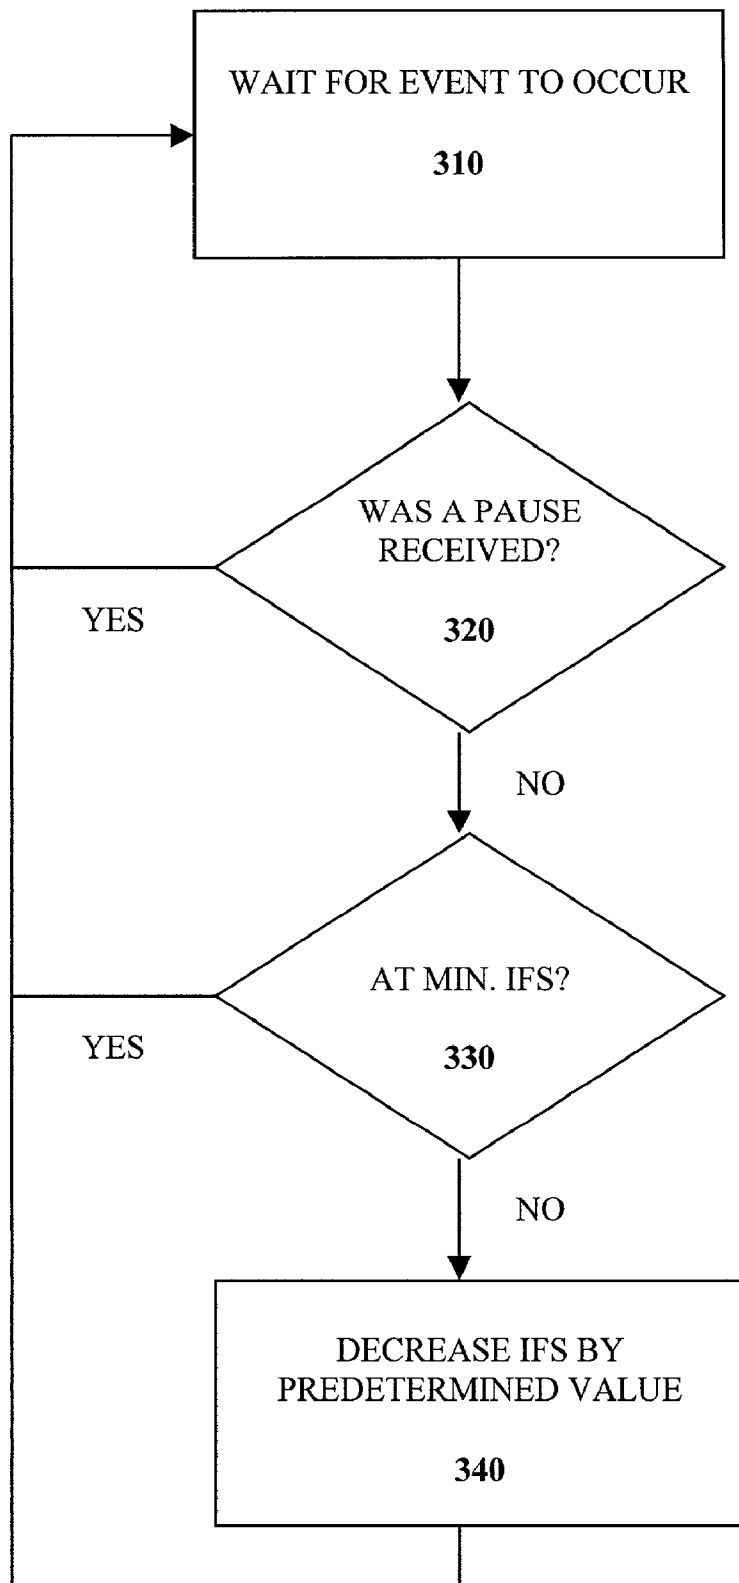 WAIT FOR EVENT TO OCCUR
310
WAS A PAUSE
RECEIVED?
320
YES
NO
AT MIN. IFS?
330
YES
NO
DECREASE IFS BY
PREDETERMINED VALUE
340